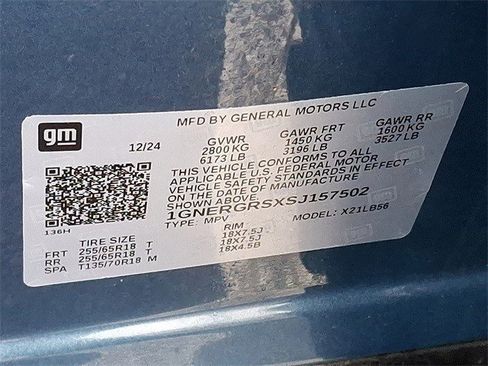 gm
MFD BY GENERAL MOTORS LLC
12/24
GVWR GAWR FRT GAWR RR
2800 KG 1450 KG 1600 KG
6173 LB 3196 LB 3527 LB
THIS VEHICLE CONFORMS TO ALL
APPLICABLE U.S. FEDERAL MOTOR
VEHICLE SAFETY STANDARDS IN EFFECT
ON THE DATE OF MANUFACTURE
SHOWN ABOVE.
1GNERGRSXSJ157502
TYPE: MPV MODEL: X21LB56
136H
TIRE SIZE RIM
FRT 255/65R18 T 18X7.5J
RR 255/65R18 T 18X7.5J
SPA T135/70R18 M 18X4.5B